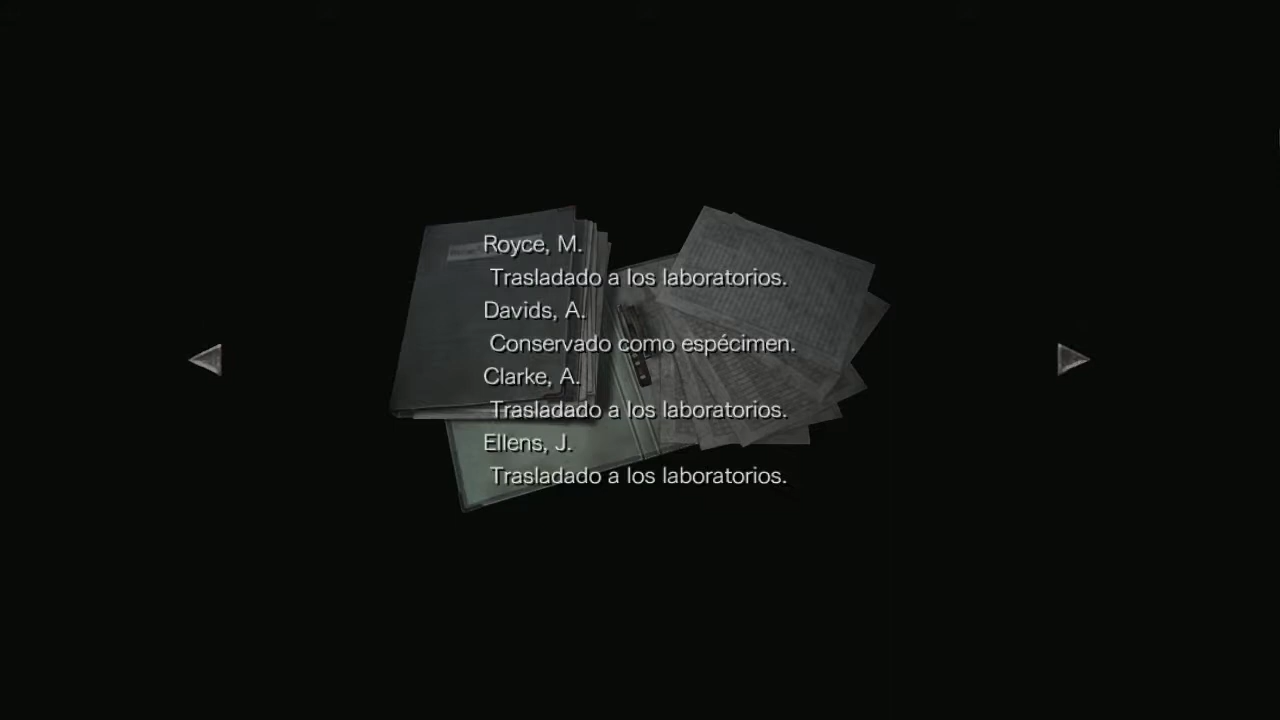 Royce, M.
Trasladado a los laboratorios.
Davids, A.
Conservado como espécimen.
Clarke, A.
Trasladado a los laboratorios.
Ellens, J.
Trasladado a los laboratorios.